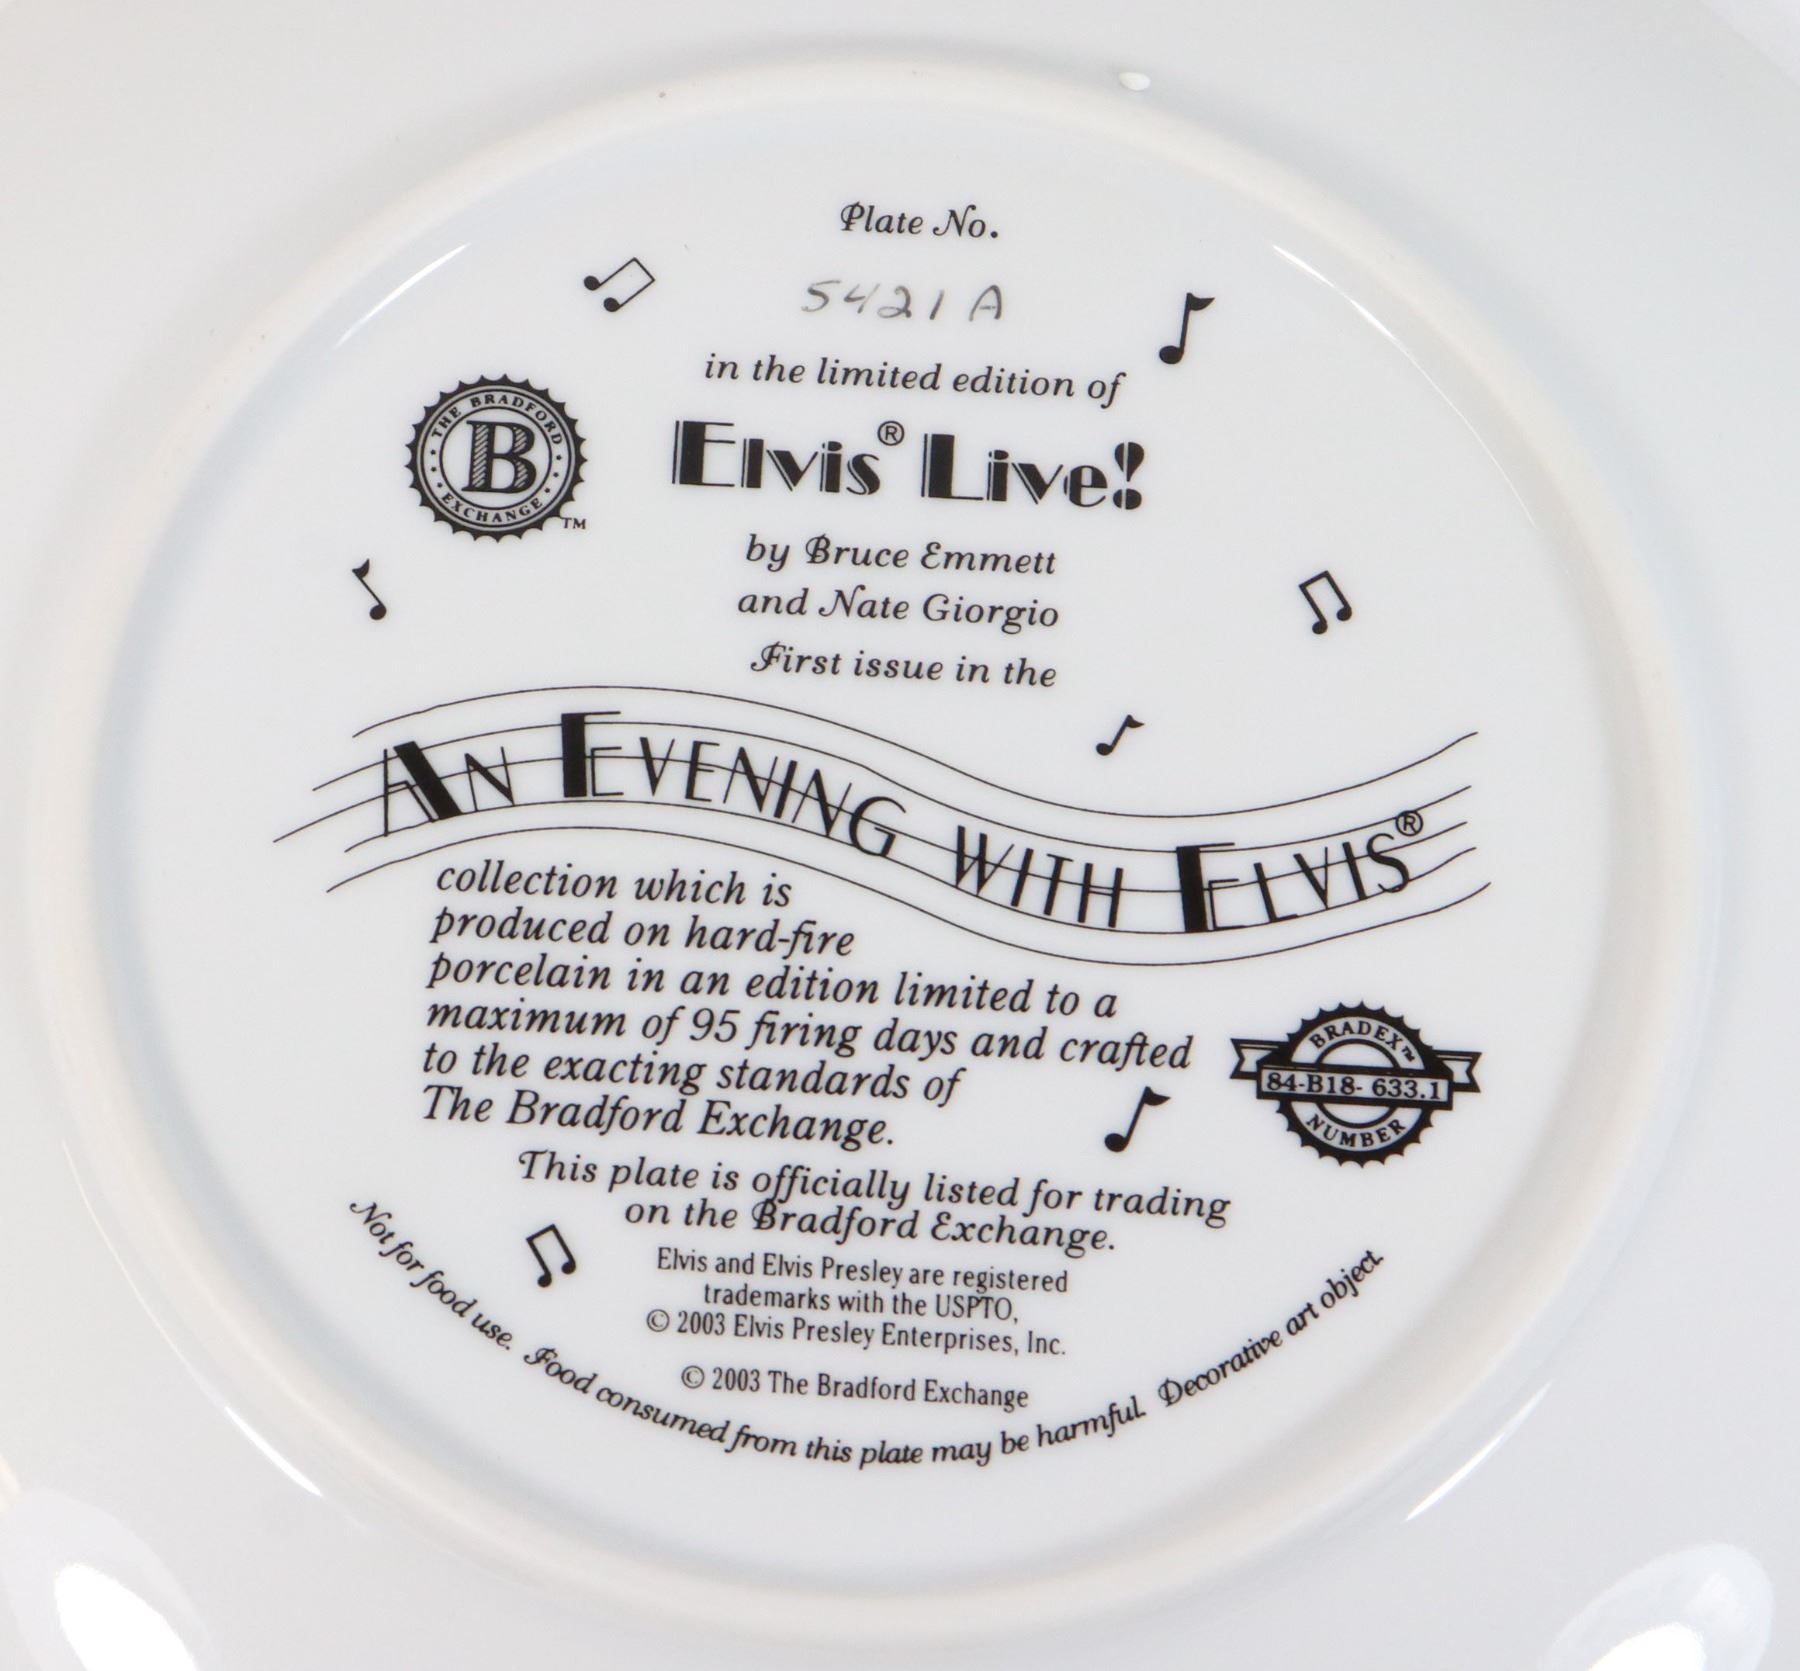 Plate No.
5421 A
in the limited edition of
Elvis® Live!
THE BRADFORD
B
EXCHANGE
TM
by Bruce Emmett
and Nate Giorgio
First issue in the
AN EVENING WITH ELVIS®
collection which is
produced on hard-fire
porcelain in an edition limited to a
maximum of 95 firing days and crafted
to the exacting standards of
The Bradford Exchange.
BRADEX™
84-B18- 633.1
NUMBER
This plate is officially listed for trading
on the Bradford Exchange.
Elvis and Elvis Presley are registered
trademarks with the USPTO,
© 2003 Elvis Presley Enterprises, Inc.
© 2003 The Bradford Exchange
Not for food use. Food consumed from this plate may be harmful. Decorative art object.